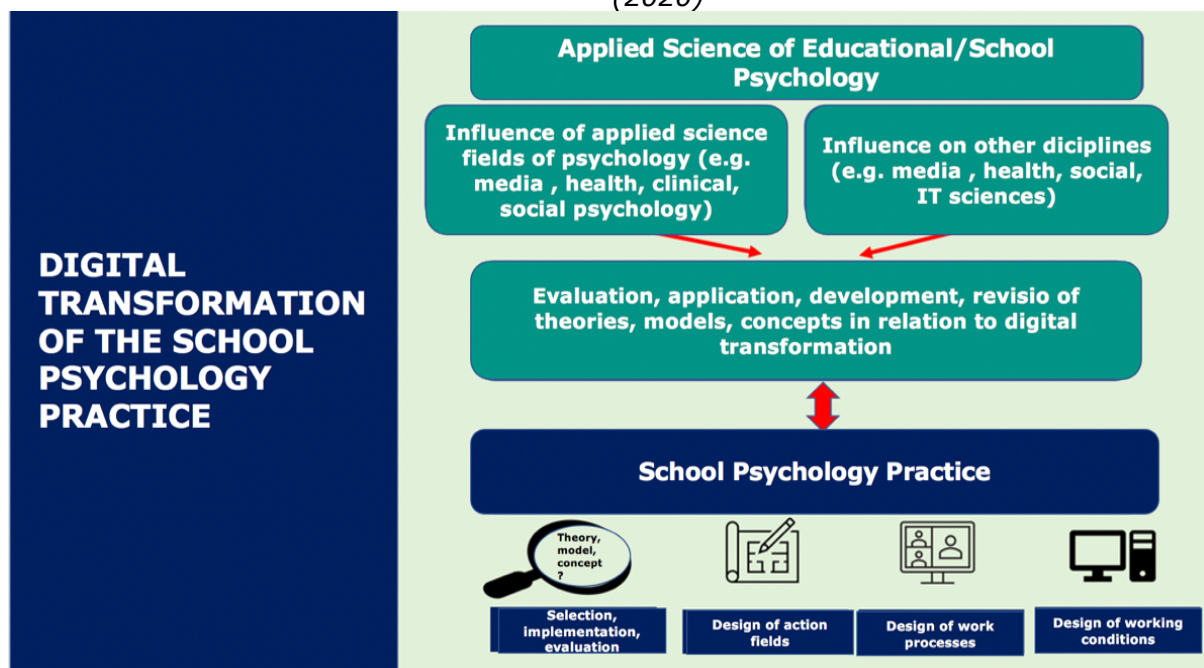 (2020)
DIGITAL
TRANSFORMATION
OF THE SCHOOL
PSYCHOLOGY
PRACTICE
Applied Science of Educational/School
Psychology
Influence of applied science
fields of psychology (e.g.
media , health, clinical,
social psychology)
Influence on other diciplines
(e.g. media , health, social,
IT sciences)
Evaluation, application, development, revisio of
theories, models, concepts in relation to digital
transformation
School Psychology Practice
Theory,
model,
concept
?
Selection,
implementation,
evaluation
Design of action
fields
Design of work
processes
Design of working
conditions